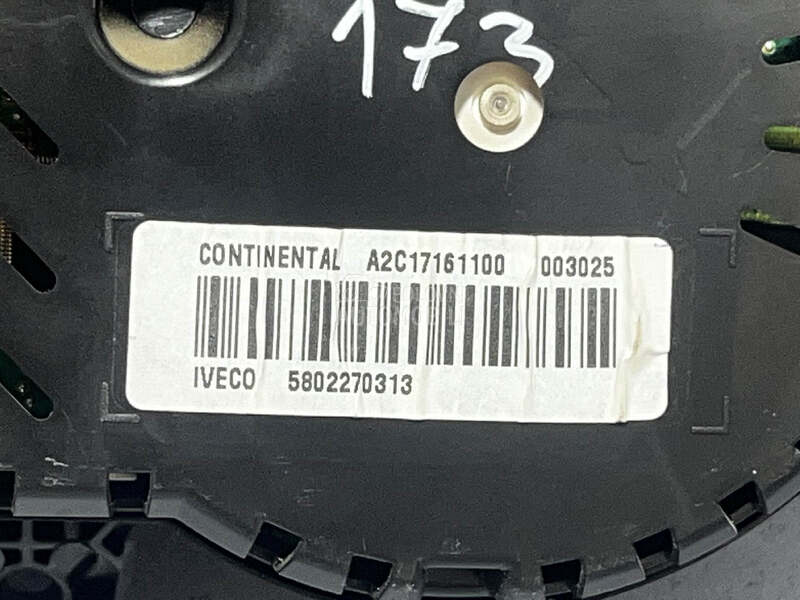 173
CONTINENTAL A2C17161100 003025
IVECO 5802270313